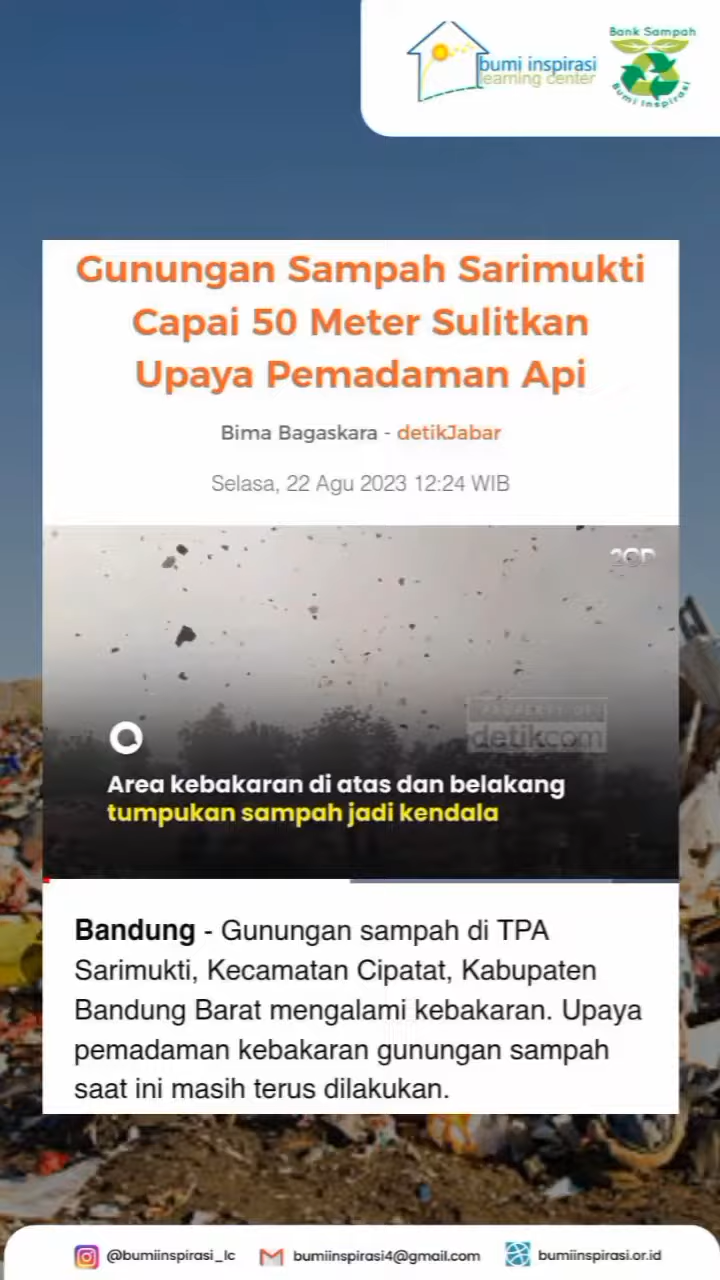 bumi inspirasi
learning center
Bank Sampah
Bumi Inspirasi
Gunungan Sampah Sarimukti
Capai 50 Meter Sulitkan
Upaya Pemadaman Api
Bima Bagaskara - detikJabar
Selasa, 22 Agu 2023 12:24 WIB
PROPERTY OF
detikcom
Area kebakaran di atas dan belakang
tumpukan sampah jadi kendala
Bandung - Gunungan sampah di TPA
Sarimukti, Kecamatan Cipatat, Kabupaten
Bandung Barat mengalami kebakaran. Upaya
pemadaman kebakaran gunungan sampah
saat ini masih terus dilakukan.
@bumiinspirasi_lc
bumiinspirasi4@gmail.com
bumiinspirasi.or.id